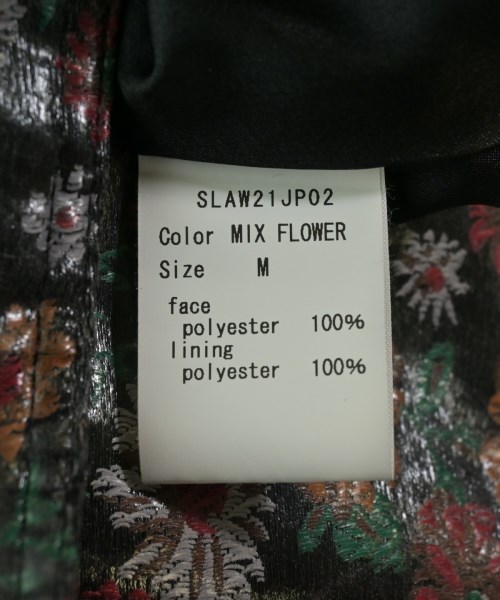 SLAW21JP02
Color MIX FLOWER
Size M
face
polyester 100%
lining
polyester 100%